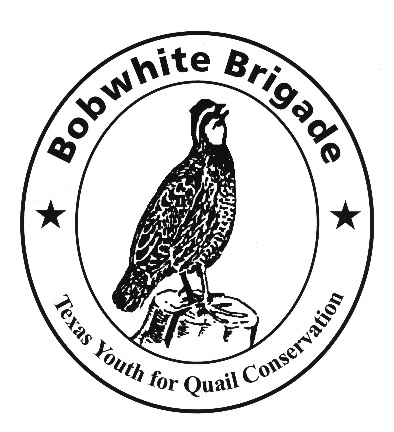 Bobwhite Brigade
Texas Youth for Quail Conservation